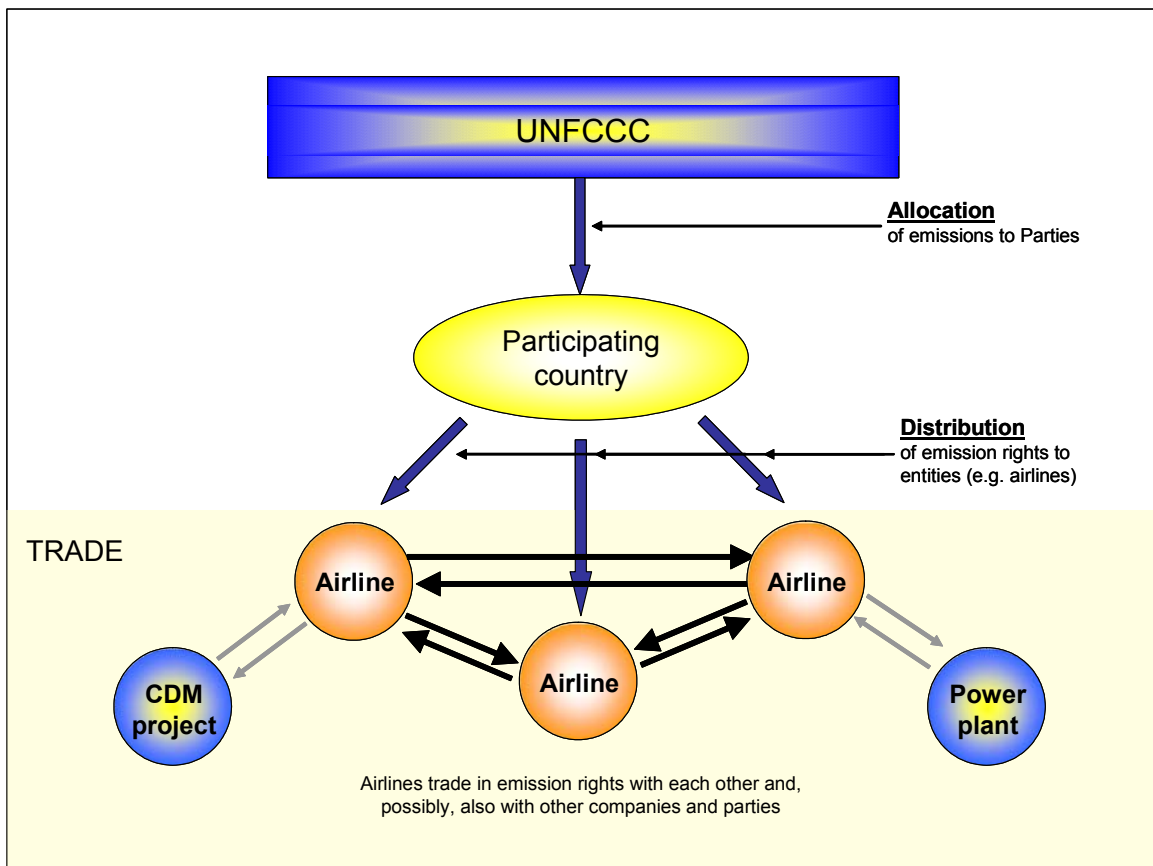 UNFCCC
Allocation
of emissions to Parties
Participating
country
Distribution
of emission rights to
entities (e.g. airlines)
TRADE
Airline
Airline
Airline
CDM
project
Power
plant
Airlines trade in emission rights with each other and,
possibly, also with other companies and parties